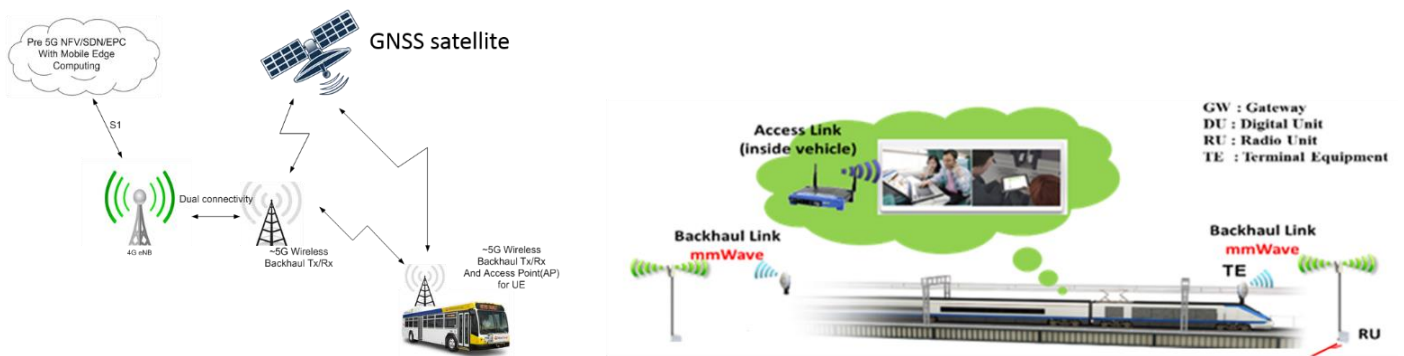 Pre 5G NFV/SDN/EPC
With Mobile Edge
Computing
S1
GNSS satellite
Dual connectivity
4G eNB
~5G Wireless
Backhaul Tx/Rx
~5G Wireless
Backhaul Tx/Rx
And Access Point(AP)
for UE
Access Link
(inside vehicle)
GW : Gateway
DU : Digital Unit
RU : Radio Unit
TE : Terminal Equipment
Backhaul Link
mmWave
Backhaul Link
mmWave
TE
RU